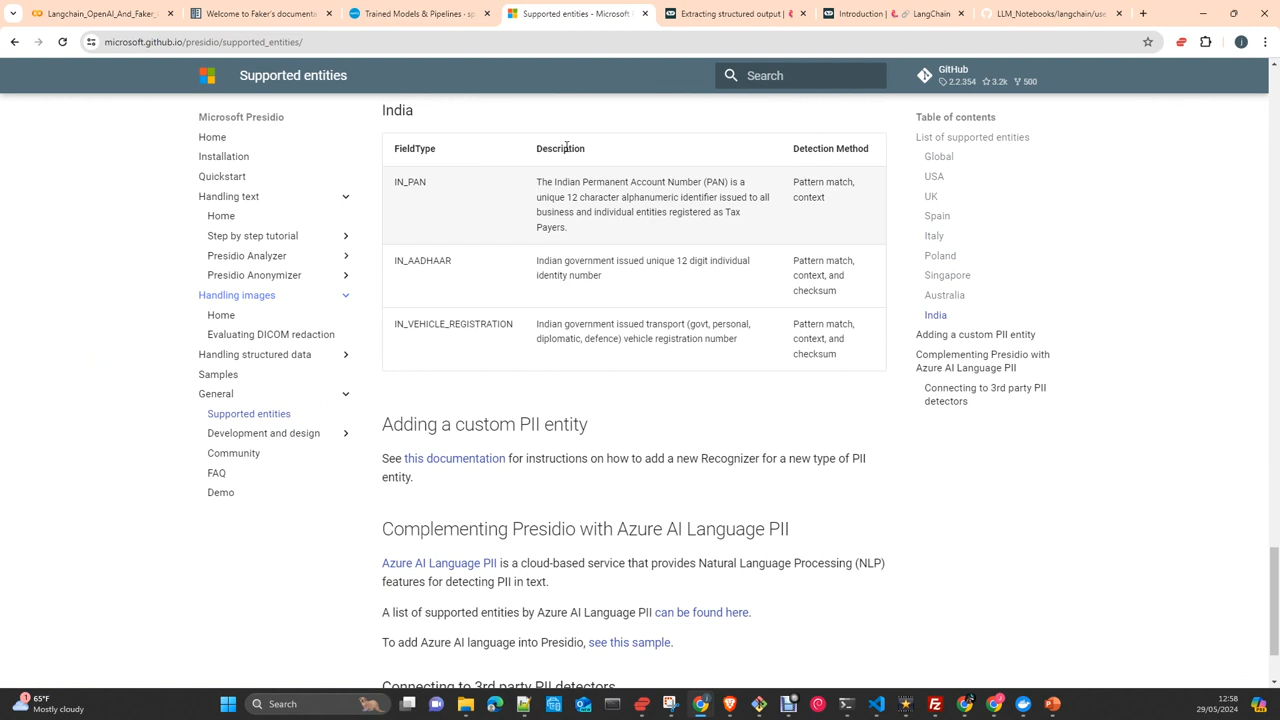 Langchain_OpenAI_And_Faker_
Welcome to Faker's documenta
Trained Models & Pipelines · sp
Supported entities - Microsoft
Extracting structured output |
Introduction |
LangChain
LLM_Notebooks/langchain/use
microsoft.github.io/presidio/supported_entities/
Supported entities
Search
GitHub
2.2.354 3.2k 500
Microsoft Presidio
Home
Installation
Quickstart
Handling text
Home
Step by step tutorial
Presidio Analyzer
Presidio Anonymizer
Handling images
Home
Evaluating DICOM redaction
Handling structured data
Samples
General
Supported entities
Development and design
Community
FAQ
Demo
India
FieldType Description Detection Method
IN_PAN The Indian Permanent Account Number (PAN) is a Pattern match,
unique 12 character alphanumeric identifier issued to all context
business and individual entities registered as Tax
Payers.
IN_AADHAAR Indian government issued unique 12 digit individual Pattern match,
identity number context, and
checksum
IN_VEHICLE_REGISTRATION Indian government issued transport (govt, personal, Pattern match,
diplomatic, defence) vehicle registration number context, and
checksum
Adding a custom PII entity
See this documentation for instructions on how to add a new Recognizer for a new type of PII
entity.
Complementing Presidio with Azure AI Language PII
Azure AI Language PII is a cloud-based service that provides Natural Language Processing (NLP)
features for detecting PII in text.
A list of supported entities by Azure AI Language PII can be found here.
To add Azure AI language into Presidio, see this sample.
Connecting to 3rd party PII detectors
Table of contents
List of supported entities
Global
USA
UK
Spain
Italy
Poland
Singapore
Australia
India
Adding a custom PII entity
Complementing Presidio with
Azure AI Language PII
Connecting to 3rd party PII
detectors
65°F
Mostly cloudy
Search
12:58
29/05/2024